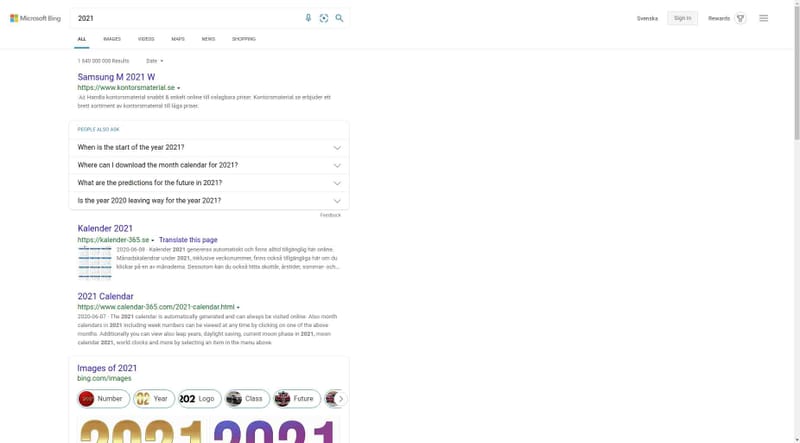 Microsoft Bing
2021
Svenska
Sign in
Rewards
ALL
IMAGES
VIDEOS
MAPS
NEWS
SHOPPING
1 640 000 000 Results
Date
Samsung M 2021 W
https://www.kontorsmaterial.se
Ad Handla kontorsmaterial snabbt & enkelt online till oslagbara priser. Kontorsmaterial.se erbjuder ett
brett sortiment av kontorsmaterial till låga priser.
PEOPLE ALSO ASK
When is the start of the year 2021?
Where can I download the month calendar for 2021?
What are the predictions for the future in 2021?
Is the year 2020 leaving way for the year 2021?
Feedback
Kalender 2021
https://kalender-365.se
Translate this page
2020-06-08 · Kalender 2021 genereras automatiskt och finns alltid tillgänglig här online.
Månadskalendrar under 2021, inklusive veckonummer, finns också tillgängliga här om du
klickar på en av månaderna. Dessotom kan du också hitta skottår, årstider, sommar- och...
2021 Calendar
https://www.calendar-365.com/2021-calendar.html
2020-06-07 · The 2021 calendar is automatically generated and can always be visited online. Also month
calendars in 2021 including week numbers can be viewed at any time by clicking on one of the above
months. Additionally you can view also leap years, daylight saving, current moon phase in 2021, moon
calendar 2021, world clocks and more by selecting an item in the menu above.
Images of 2021
bing.com/images
Number
Year
202
Logo
Class
Future
2021
2021